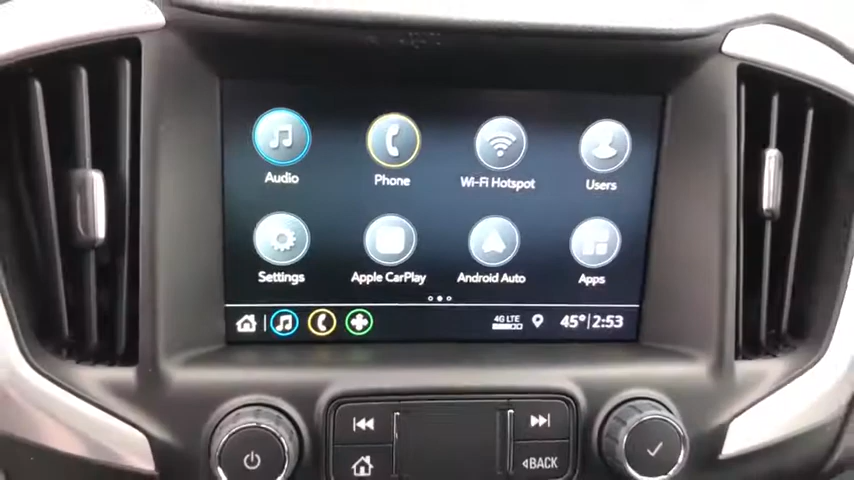 Audio
Phone
Wi-Fi Hotspot
Users
Settings
Apple CarPlay
Android Auto
Apps
4G LTE
45° | 2:53
BACK